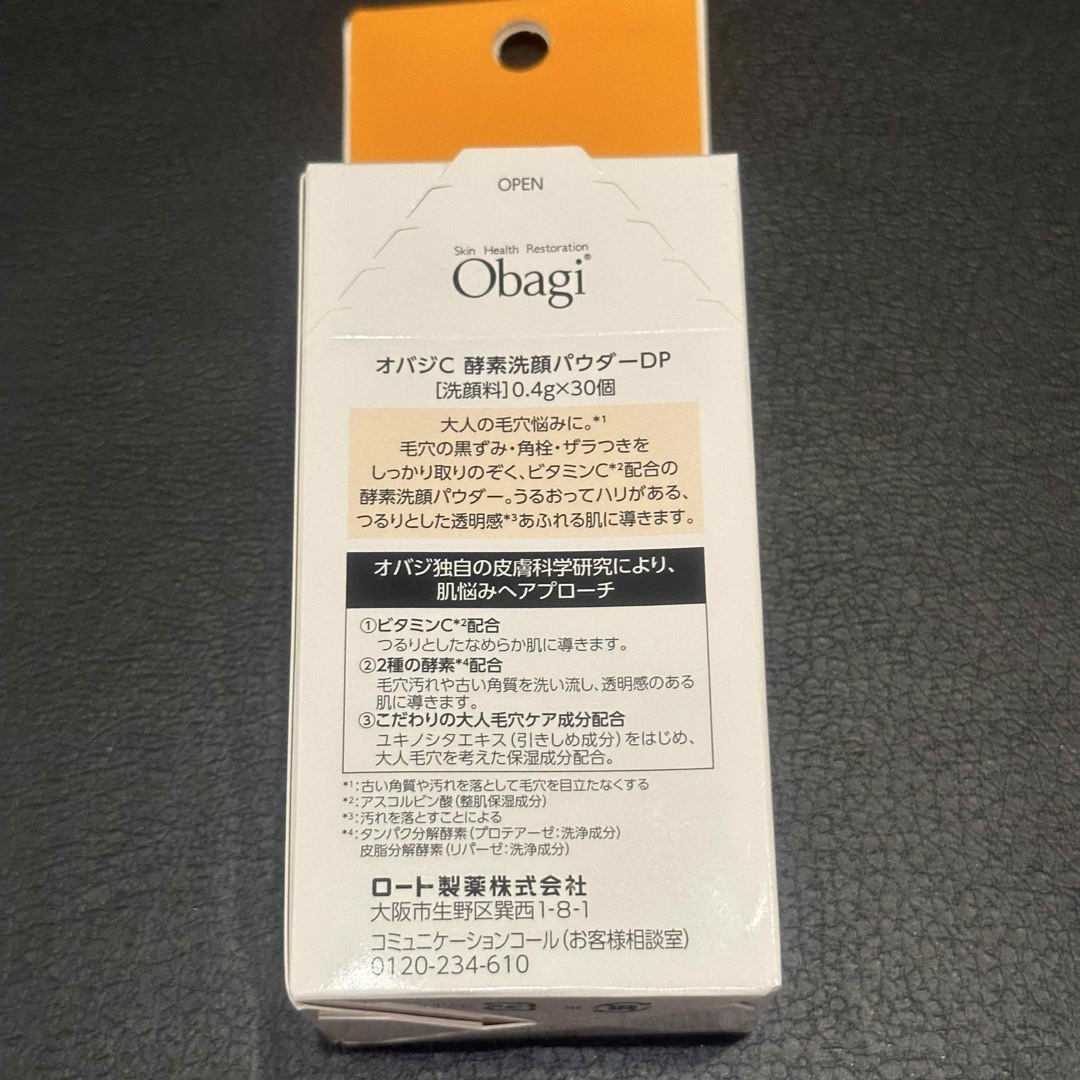 OPEN
Skin Health Restoration
Obagi®
オバジC 酵素洗顔パウダーDP
[洗顔料]0.4g×30個
大人の毛穴悩みに。*1
毛穴の黒ずみ・角栓・ザラつきを
しっかり取りのぞく、ビタミンC*2配合の
酵素洗顔パウダー。うるおってハリがある、
つるりとした透明感*3あふれる肌に導きます。
オバジ独自の皮膚科学研究により、
肌悩みへアプローチ
①ビタミンC*2配合
つるりとしたなめらか肌に導きます。
②2種の酵素*4配合
毛穴汚れや古い角質を洗い流し、透明感のある
肌に導きます。
③こだわりの大人毛穴ケア成分配合
ユキノシタエキス(引きしめ成分)をはじめ、
大人毛穴を考えた保湿成分配合。
*1:古い角質や汚れを落として毛穴を目立たなくする
*2:アスコルビン酸(整肌保湿成分)
*3:汚れを落とすことによる
*4:タンパク分解酵素(プロテアーゼ:洗浄成分)
皮脂分解酵素(リパーゼ:洗浄成分)
ロート製薬株式会社
大阪市生野区巽西1-8-1
コミュニケーションコール(お客様相談室)
0120-234-610